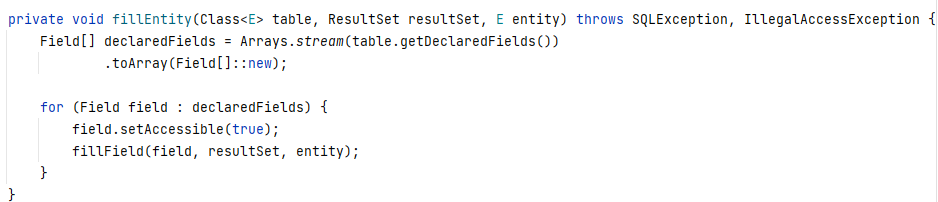 private void fillEntity(Class<E> table, ResultSet resultSet, E entity) throws SQLException, IllegalAccessException {
    Field[] declaredFields = Arrays.stream(table.getDeclaredFields())
            .toArray(Field[]::new);
    for (Field field : declaredFields) {
        field.setAccessible(true);
        fillField(field, resultSet, entity);
    }
}